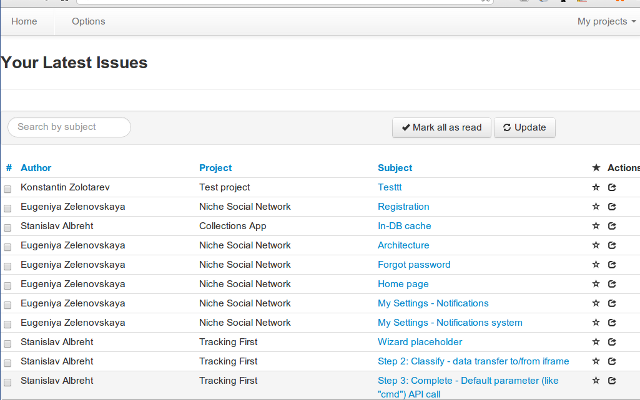 Home Options My projects
Your Latest Issues
Search by subject Mark all as read Update
# Author Project Subject ★ Actions
Konstantin Zolotarev Test project Testtt
Eugeniya Zelenovskaya Niche Social Network Registration
Stanislav Albreht Collections App In-DB cache
Eugeniya Zelenovskaya Niche Social Network Architecture
Eugeniya Zelenovskaya Niche Social Network Forgot password
Eugeniya Zelenovskaya Niche Social Network Home page
Eugeniya Zelenovskaya Niche Social Network My Settings - Notifications
Eugeniya Zelenovskaya Niche Social Network My Settings - Notifications system
Stanislav Albreht Tracking First Wizard placeholder
Stanislav Albreht Tracking First Step 2: Classify - data transfer to/from iframe
Stanislav Albreht Tracking First Step 3: Complete - Default parameter (like
"cmd") API call